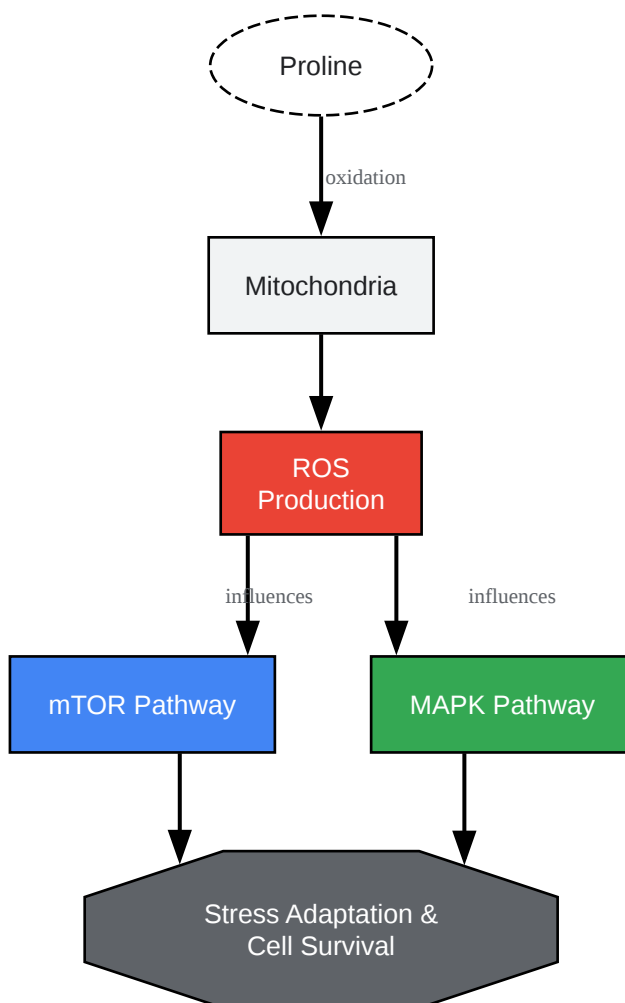 Proline
oxidation
Mitochondria
ROS
Production
influences
influences
mTOR Pathway
MAPK Pathway
Stress Adaptation &
Cell Survival